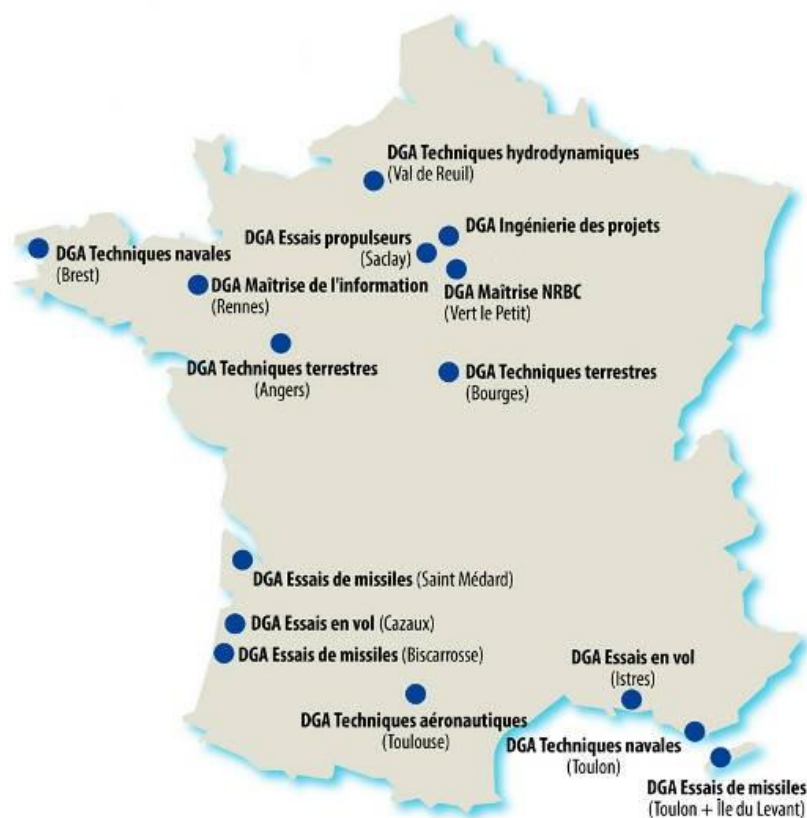 DGA Techniques hydrodynamiques
(Val de Reuil)
DGA Ingénierie des projets
DGA Essais propulseurs
(Saclay)
DGA Techniques navales
(Brest)
DGA Maîtrise de l'information
(Rennes)
DGA Maîtrise NRBC
(Vert le Petit)
DGA Techniques terrestres
(Angers)
DGA Techniques terrestres
(Bourges)
DGA Essais de missiles (Saint Médard)
DGA Essais en vol (Cazaux)
DGA Essais de missiles (Biscarrosse)
DGA Essais en vol
(Istres)
DGA Techniques aéronautiques
(Toulouse)
DGA Techniques navales
(Toulon)
DGA Essais de missiles
(Toulon + Île du Levant)